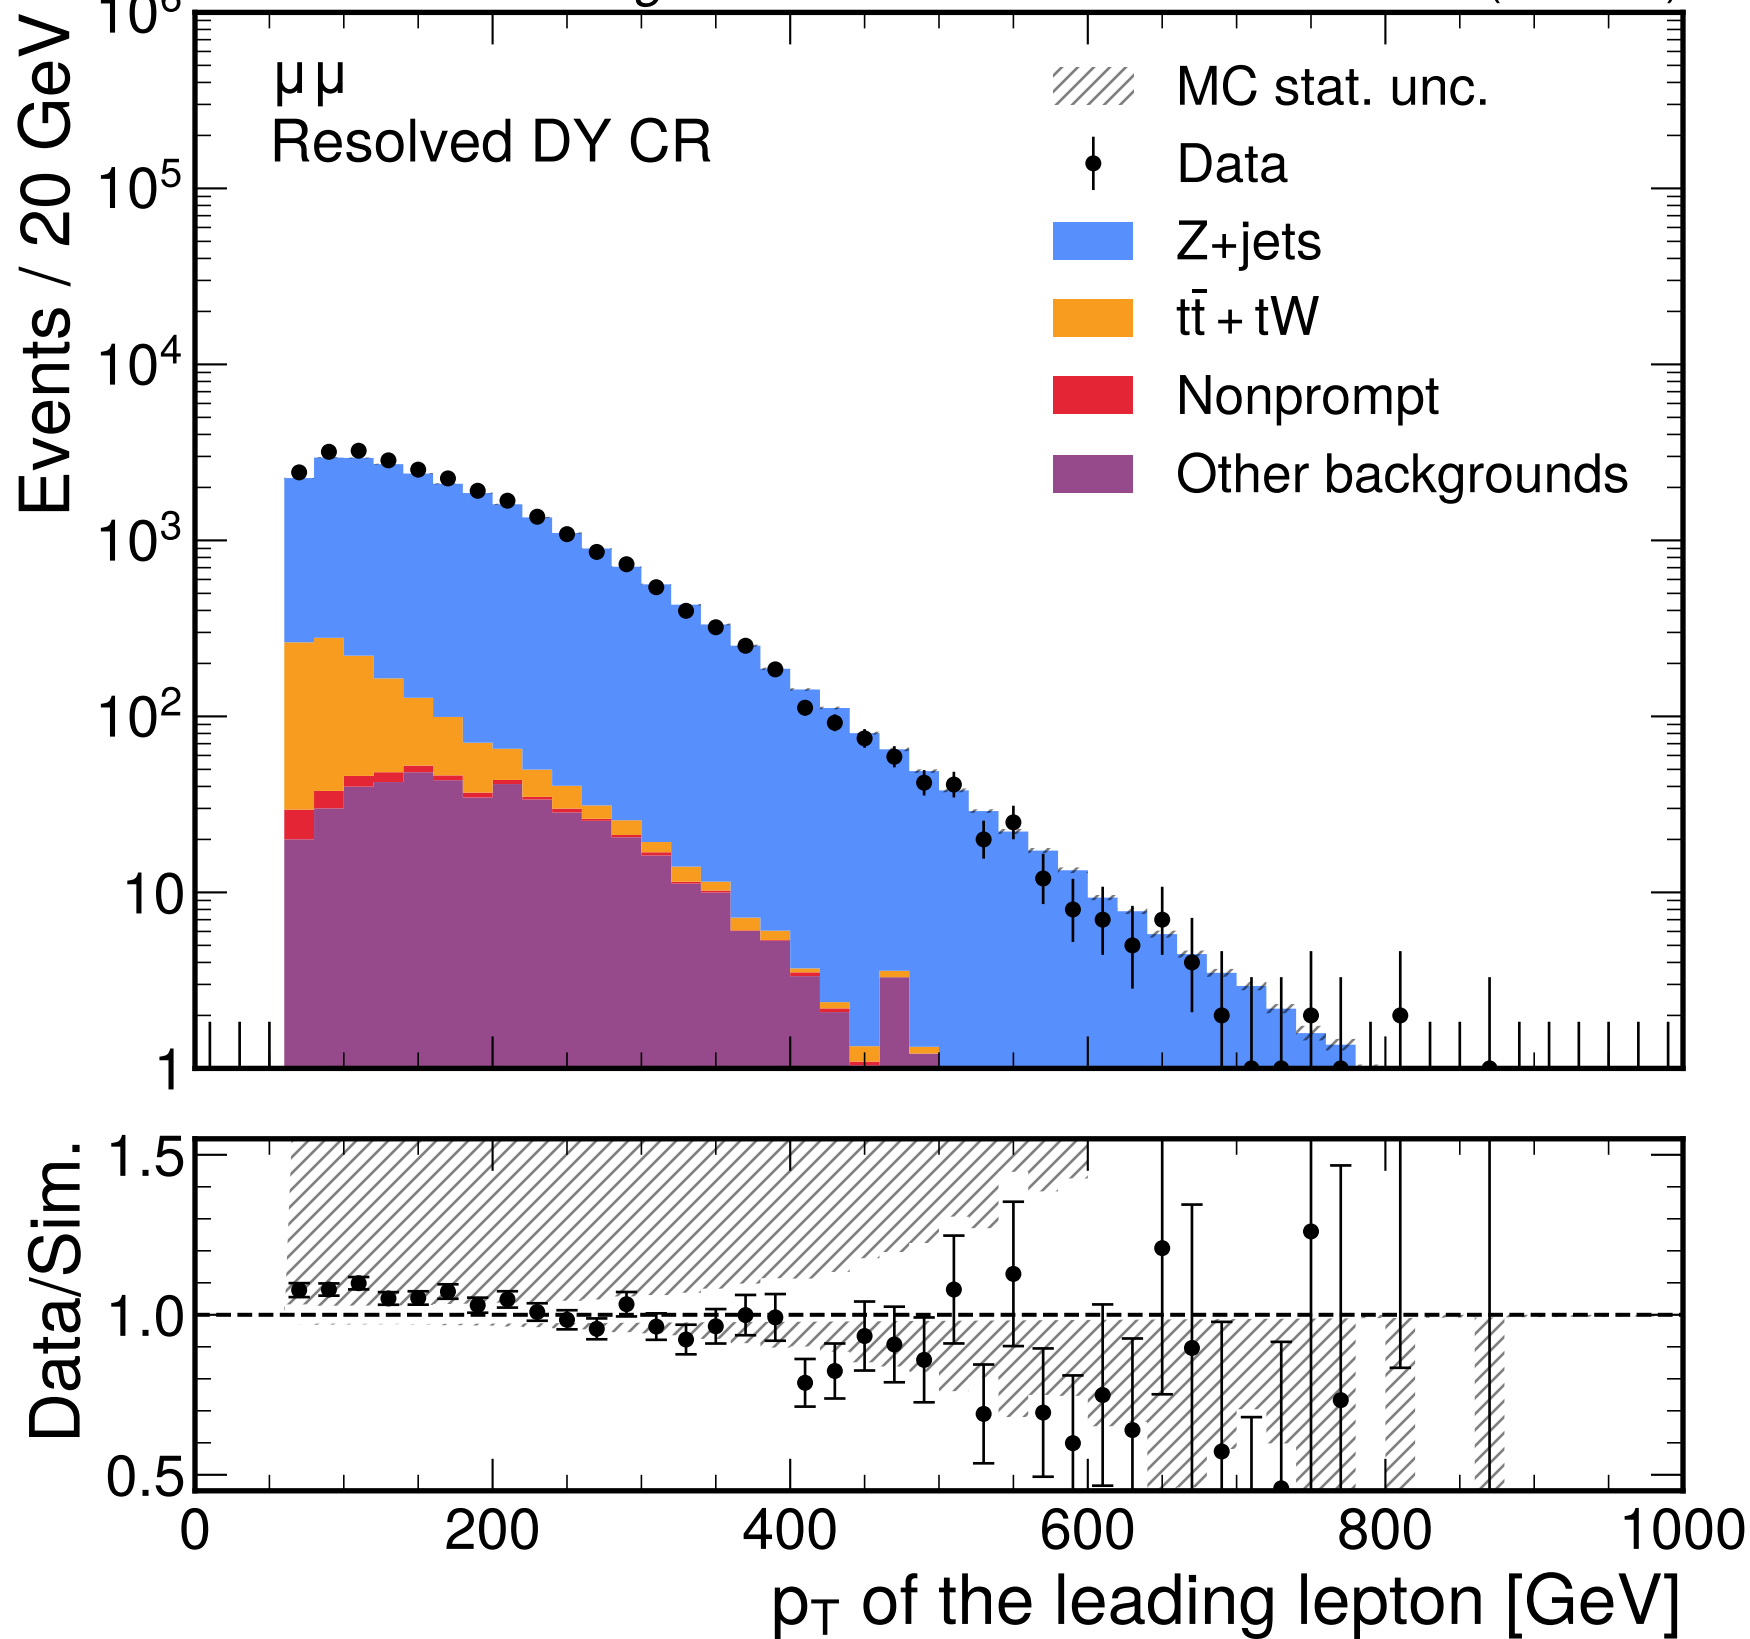 10⁶
Events / 20 GeV
μμ
Resolved DY CR
MC stat. unc.
Data
Z+jets
tt̄ + tW
Nonprompt
Other backgrounds
10⁵
10⁴
10³
10²
10
1
Data/Sim.
1.5
1.0
0.5
0 200 400 600 800 1000
p_T of the leading lepton [GeV]